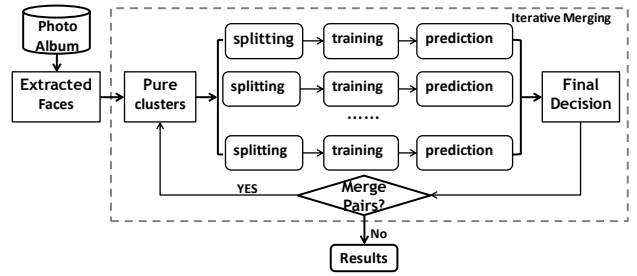 Photo
Album
Iterative Merging
Extracted
Faces
Pure
clusters
splitting
training
prediction
splitting
training
prediction
......
splitting
training
prediction
Final
Decision
YES
Merge
Pairs?
No
Results